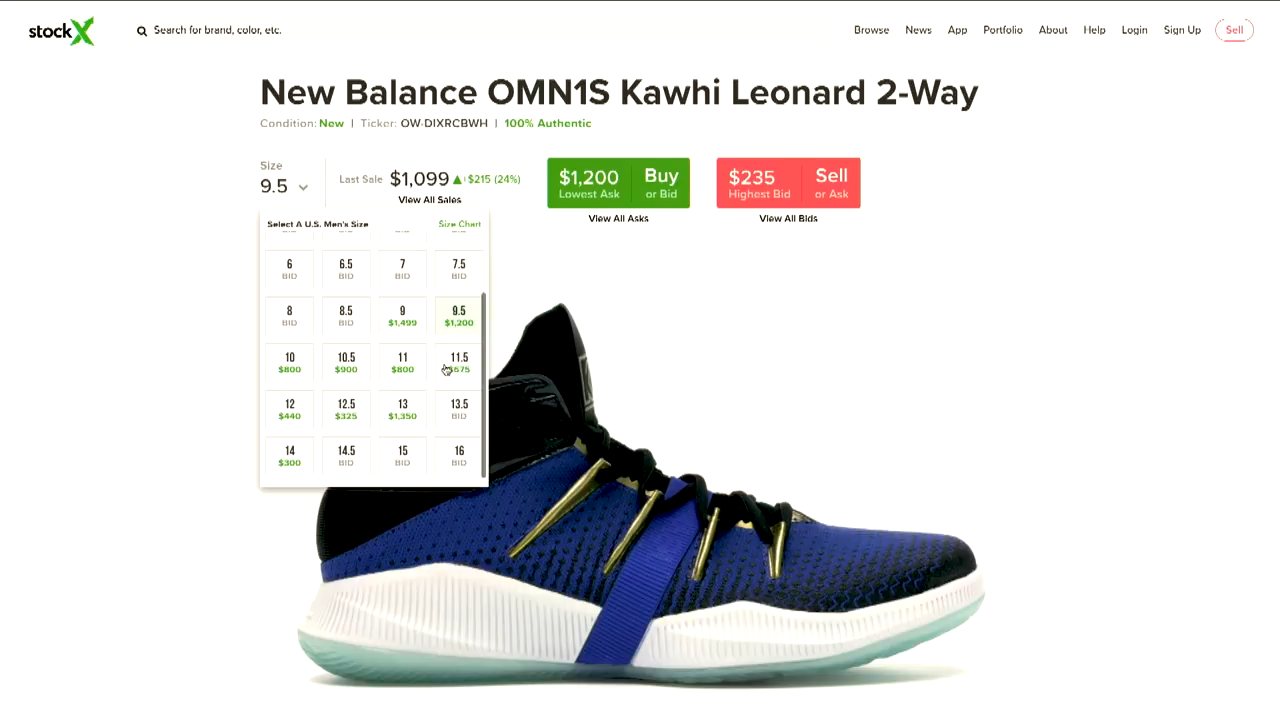 stockX
Search for brand, color, etc.
Browse News App Portfolio About Help Login Sign Up Sell
New Balance OMN1S Kawhi Leonard 2-Way
Condition: New | Ticker: OW-DIXRCBWH | 100% Authentic
Size
9.5
Last Sale $1,099 ▲ $215 (24%)
View All Sales
$1,200 Buy
Lowest Ask or Bid
View All Asks
$235 Sell
Highest Bid or Ask
View All Bids
Select A U.S. Men's Size Size Chart
6 6.5 7 7.5
BID BID BID BID
8 8.5 9 9.5
BID BID $1,499 $1,200
10 10.5 11 11.5
$800 $900 $800 $675
12 12.5 13 13.5
$440 $325 $1,350 BID
14 14.5 15 16
$300 BID BID BID